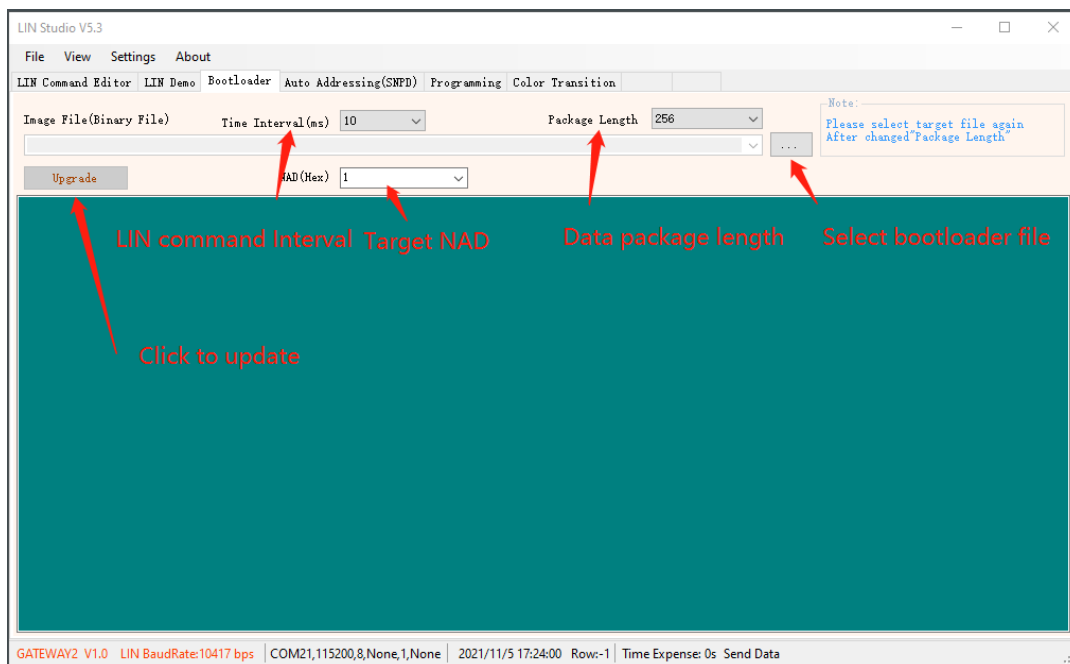 LIN Studio V5.3
File View Settings About
LIN Command Editor LIN Demo Bootloader Auto Addressing(SNPD) Programming Color Transition
Image File(Binary File) Time Interval(ms) 10 Package Length 256
Note:
Please select target file again
After changed"Package Length"
...
Upgrade NAD(Hex) 1
LIN command Interval Target NAD Data package length Select bootloader file
Click to update
GATEWAY2 V1.0 LIN BaudRate:10417 bps COM21,115200,8,None,1,None 2021/11/5 17:24:00 Row:-1 Time Expense: 0s Send Data